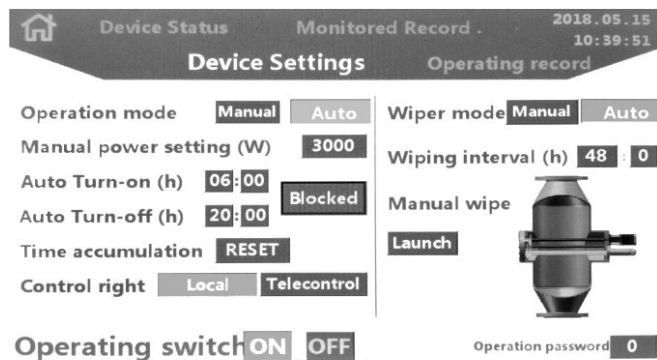 Device Status Monitored Record . 2018.05.15
10:39:51
Device Settings Operating record
Operation mode Manual Auto
Manual power setting (W) 3000
Auto Turn-on (h) 06:00
Blocked
Auto Turn-off (h) 20:00
Time accumulation RESET
Control right Local Telecontrol
Wiper mode Manual Auto
Wiping interval (h) 48 : 0
Manual wipe
Launch
Operating switch ON OFF
Operation password 0